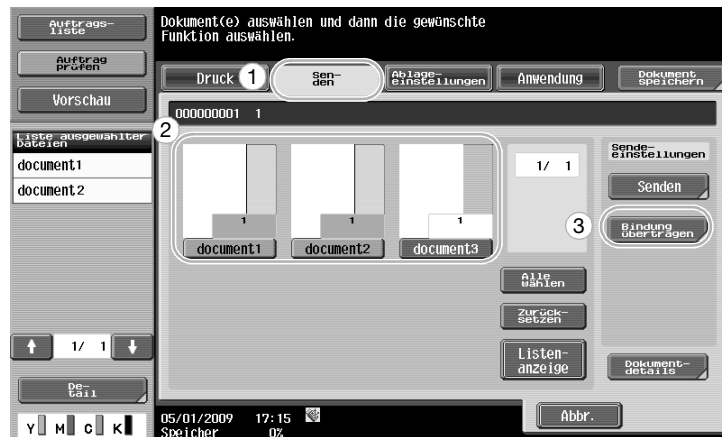 Auftrags-
liste
Auftrag
prüfen
Vorschau
Liste ausgewählter
Dateien
document1
document2
1/ 1
De-
tail
Y M C K
Dokument(e) auswählen und dann die gewünschte
Funktion auswählen.
Druck
1
Sen-
den
Ablage-
einstellungen
Anwendung
Dokument
speichern
000000001 1
2
1
1
1
document1
document2
document3
1/ 1
Alle
wählen
Zurück-
setzen
Listen-
anzeige
Sende-
einstellungen
Senden
3
Bindung
übertragen
Dokument-
details
05/01/2009 17:15
Speicher 0%
Abbr.